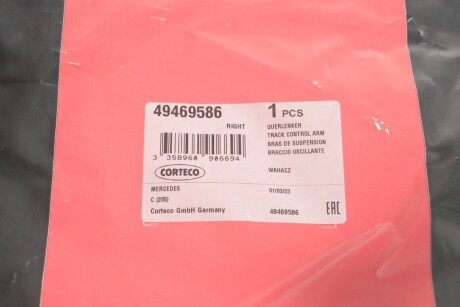 49469586
1 PCS
RIGHT
QUERLENKER
TRACK CONTROL ARM
BRAS DE SUSPENSION
BRACCIO OSCILLANTE
3 358960 906694
CORTECO
WAHACZ
MERCEDES
01/03/23
C (205)
Corteco GmbH Germany
49469586
EAC